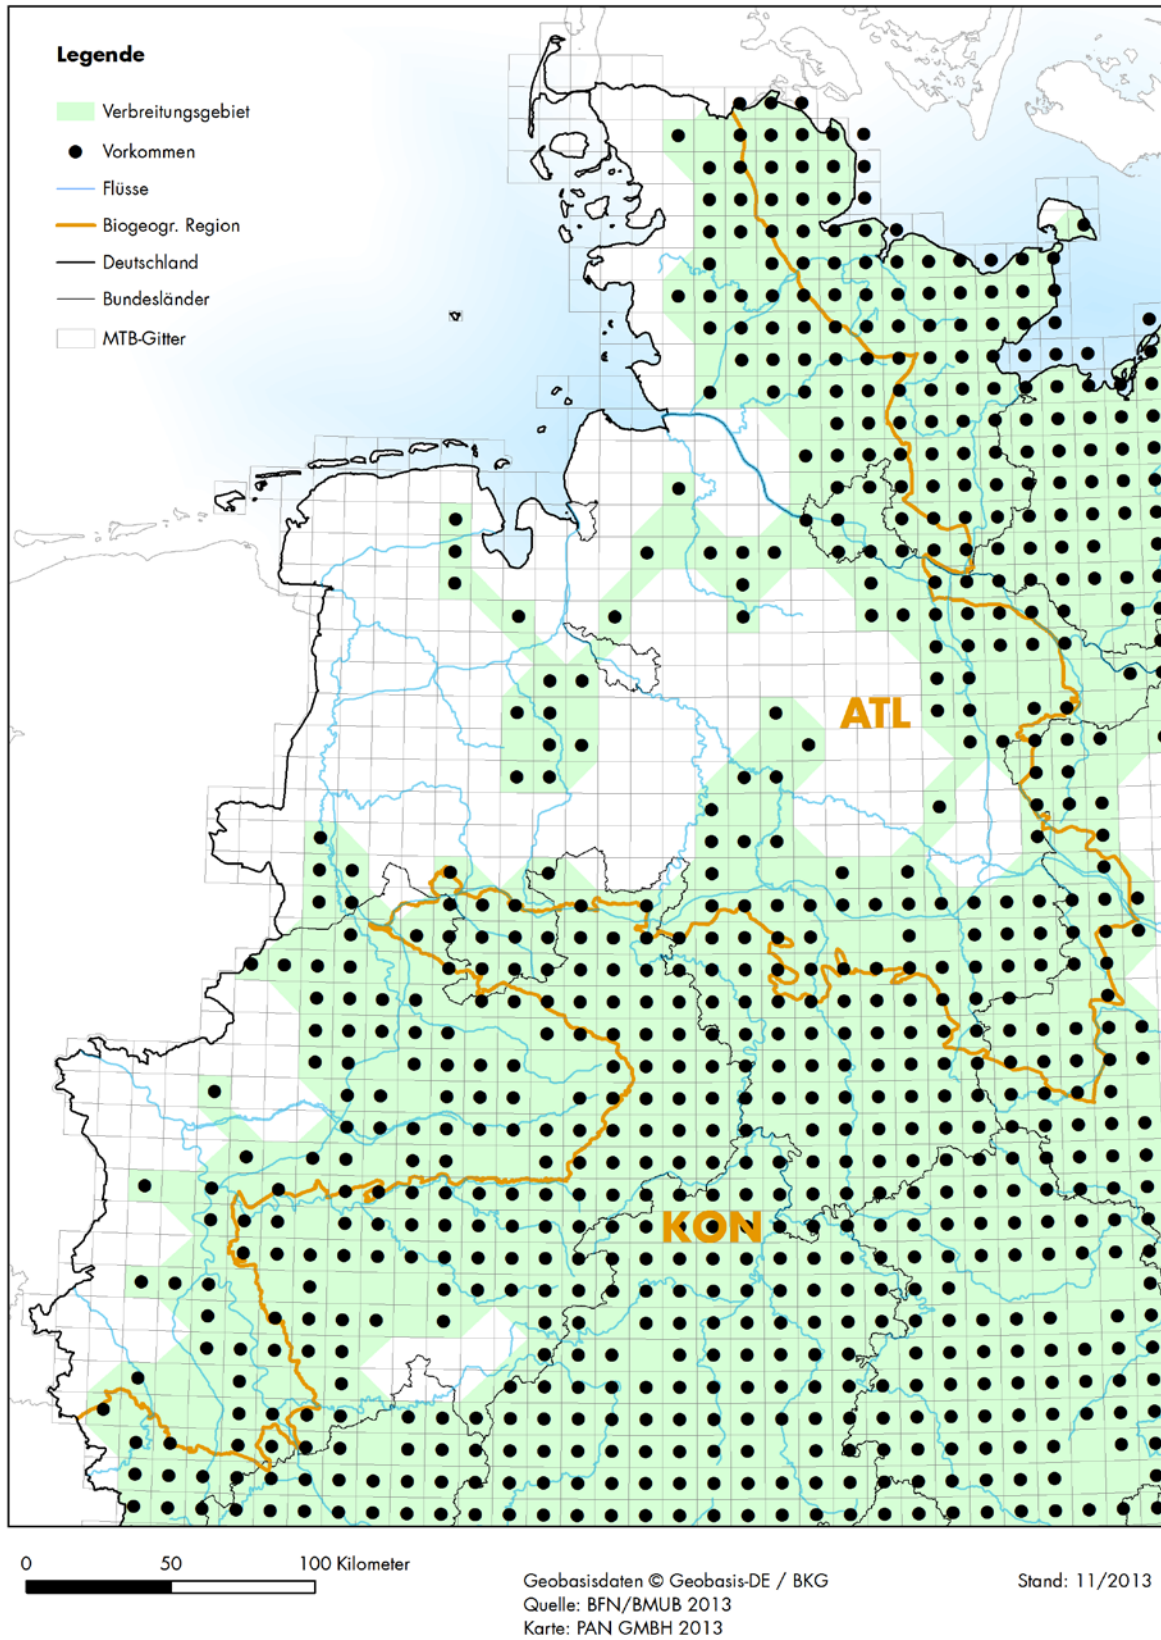 Legende
Verbreitungsgebiet
Vorkommen
Flüsse
Biogeogr. Region
Deutschland
Bundesländer
MTB-Gitter
ATL
KON
0 50 100 Kilometer
Geobasisdaten © Geobasis-DE / BKG
Quelle: BFN/BMUB 2013
Karte: PAN GMBH 2013
Stand: 11/2013